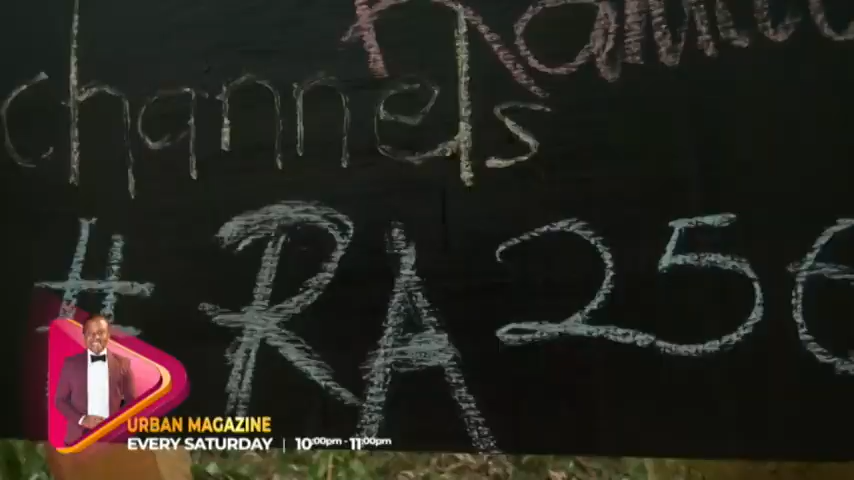 channels
#RA256
URBAN MAGAZINE
EVERY SATURDAY | 10:00pm - 11:00pm